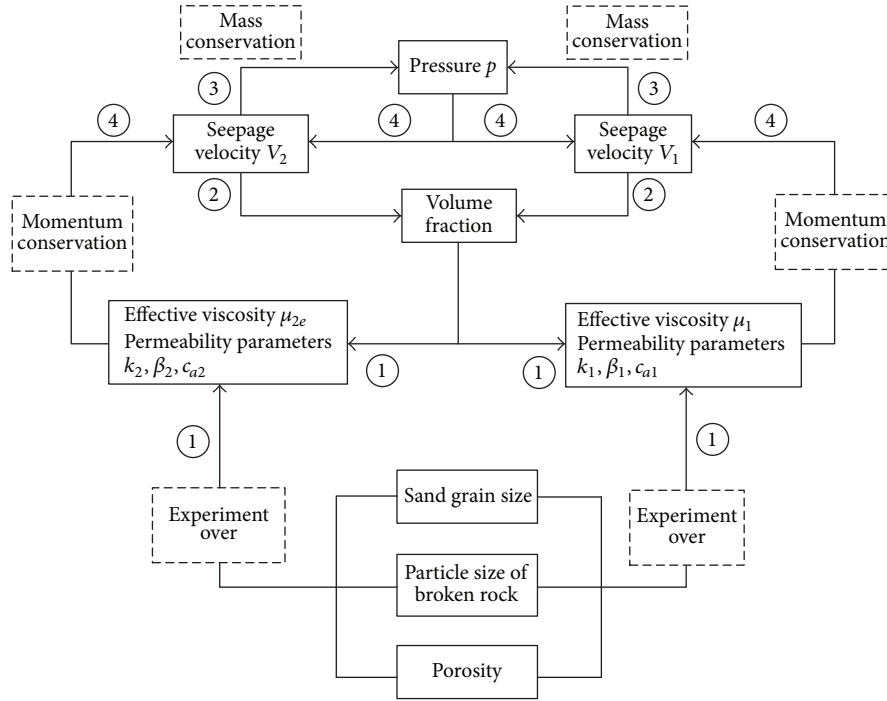 Mass
conservation
Mass
conservation
Pressure p
3
3
4
4
4
4
Seepage
velocity V₂
Seepage
velocity V₁
2
2
Volume
fraction
Momentum
conservation
Momentum
conservation
Effective viscosity μ₂ₑ
Permeability parameters
k₂, β₂, cₐ₂
Effective viscosity μ₁
Permeability parameters
k₁, β₁, cₐ₁
1
1
1
1
Experiment
over
Sand grain size
Experiment
over
Particle size of
broken rock
Porosity